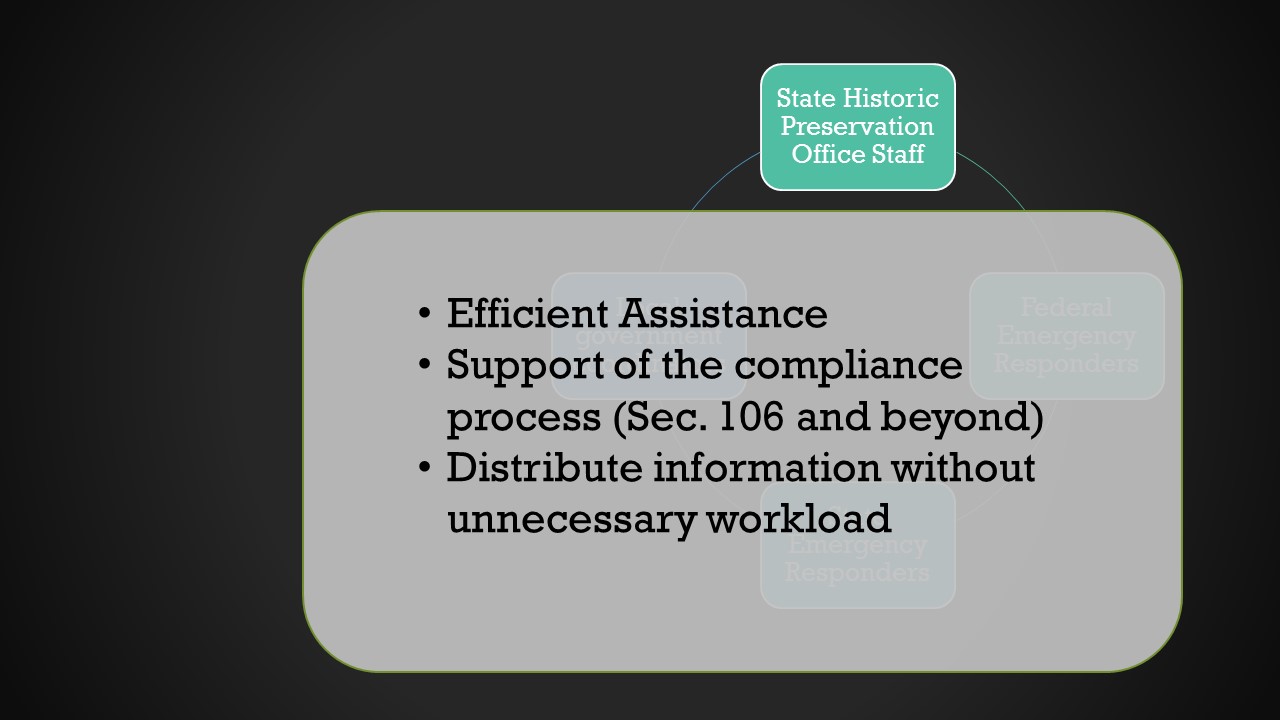 State Historic
Preservation
Office Staff
• Efficient Assistance
government
Federal
Emergency
Responders
• Support of the compliance
process (Sec. 106 and beyond)
• Distribute information without
unnecessary workload
Emergency
Responders